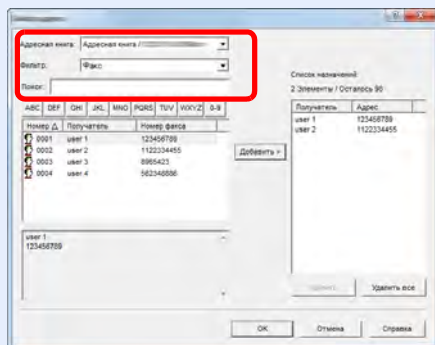 Адресная книга: Адресная книга /
Фильтр: Факс
Поиск:
ABC DEF GHI JKL MNO PQRS TUV WXYZ 0-9
Номер Δ Получатель Номер факса
0001 user 1 123456789
0002 user 2 1122334455
0003 user 3 8965423
0004 user 4 562346886
user 1
123456789
Добавить >
Список назначений
2 Элементы / Осталось 98
Получатель Адрес
user 1 123456789
user 2 1122334455
Удалить Удалить все
OK Отмена Справка